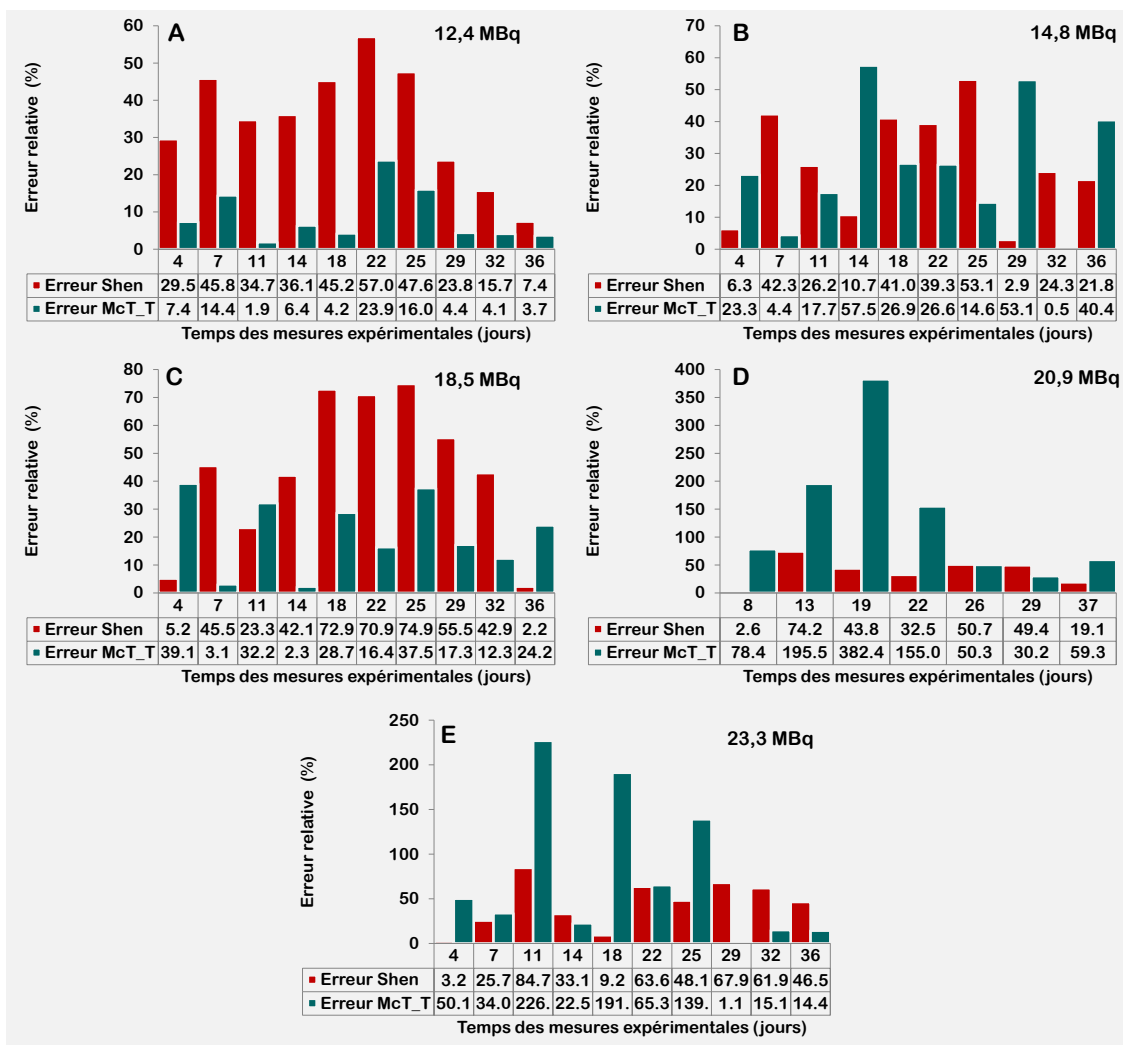 A 12,4 MBq
Erreur relative (%)
60
50
40
30
20
10
0
4 7 11 14 18 22 25 29 32 36
Erreur Shen 29.5 45.8 34.7 36.1 45.2 57.0 47.6 23.8 15.7 7.4
Erreur McT_T 7.4 14.4 1.9 6.4 4.2 23.9 16.0 4.4 4.1 3.7
Temps des mesures expérimentales (jours)
B 14,8 MBq
Erreur relative (%)
70
60
50
40
30
20
10
0
4 7 11 14 18 22 25 29 32 36
6.3 42.3 26.2 10.7 41.0 39.3 53.1 2.9 24.3 21.8
23.3 4.4 17.7 57.5 26.9 26.6 14.6 53.1 0.5 40.4
Temps des mesures expérimentales (jours)
C 18,5 MBq
Erreur relative (%)
80
70
60
50
40
30
20
10
0
4 7 11 14 18 22 25 29 32 36
Erreur Shen 5.2 45.5 23.3 42.1 72.9 70.9 74.9 55.5 42.9 2.2
Erreur McT_T 39.1 3.1 32.2 2.3 28.7 16.4 37.5 17.3 12.3 24.2
Temps des mesures expérimentales (jours)
D 20,9 MBq
Erreur relative (%)
400
350
300
250
200
150
100
50
0
8 13 19 22 26 29 37
Erreur Shen 2.6 74.2 43.8 32.5 50.7 49.4 19.1
Erreur McT_T 78.4 195.5 382.4 155.0 50.3 30.2 59.3
Temps des mesures expérimentales (jours)
E 23,3 MBq
Erreur relative (%)
250
200
150
100
50
0
4 7 11 14 18 22 25 29 32 36
Erreur Shen 3.2 25.7 84.7 33.1 9.2 63.6 48.1 67.9 61.9 46.5
Erreur McT_T 50.1 34.0 226. 22.5 191. 65.3 139. 1.1 15.1 14.4
Temps des mesures expérimentales (jours)